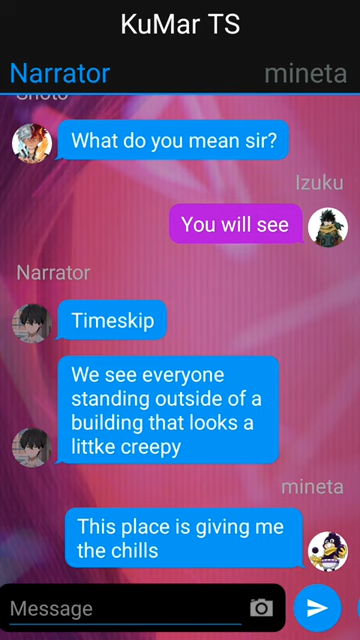 KuMar TS
Narrator
mineta
Shoto
What do you mean sir?
Izuku
You will see
Narrator
Timeskip
We see everyone
standing outside of a
building that looks a
littke creepy
mineta
This place is giving me
the chills
Message